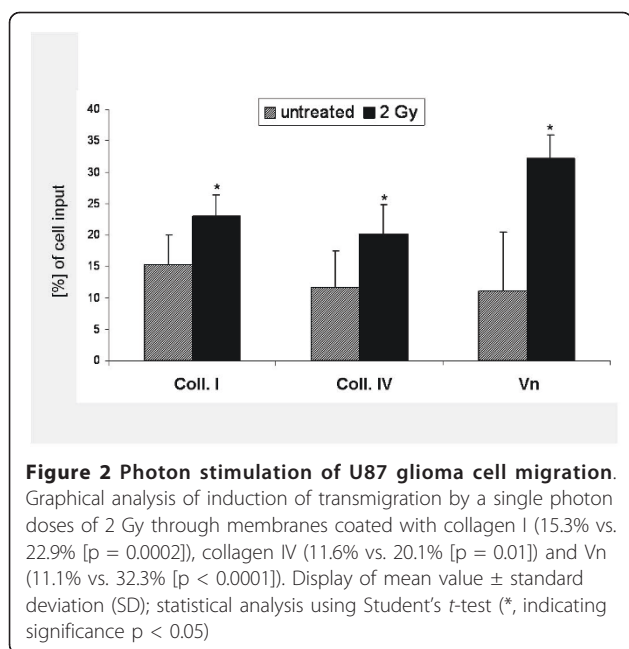 untreated 2 Gy
40
35
30
25
20
15
10
5
0
[%] of cell input
*
*
*
Coll. I Coll. IV Vn
Figure 2 Photon stimulation of U87 glioma cell migration.
Graphical analysis of induction of transmigration by a single photon
doses of 2 Gy through membranes coated with collagen I (15.3% vs.
22.9% [p = 0.0002]), collagen IV (11.6% vs. 20.1% [p = 0.01]) and Vn
(11.1% vs. 32.3% [p < 0.0001]). Display of mean value ± standard
deviation (SD); statistical analysis using Student's t-test (*, indicating
significance p < 0.05)